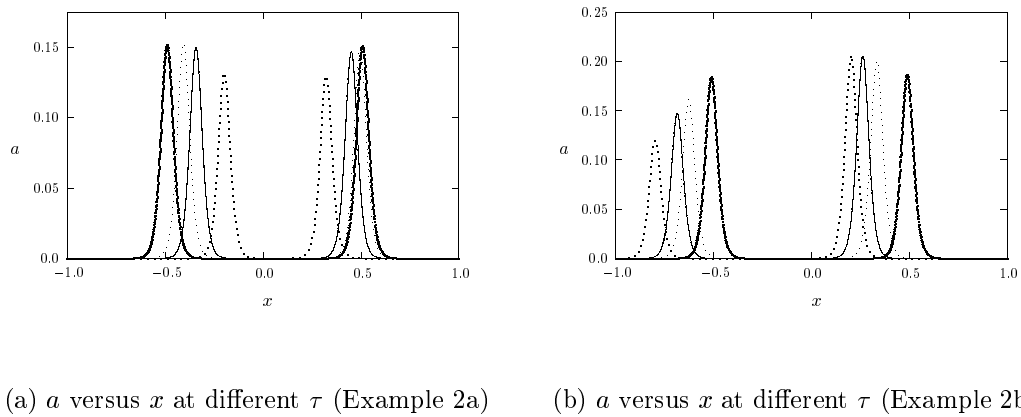 0.15
0.10
a
0.05
0.0
−1.0 −0.5 0.0 0.5 1.0
x
(a) a versus x at different τ (Example 2a)
0.25
0.20
0.15
a
0.10
0.05
0.0
−1.0 −0.5 0.0 0.5 1.0
x
(b) a versus x at different τ (Example 2b